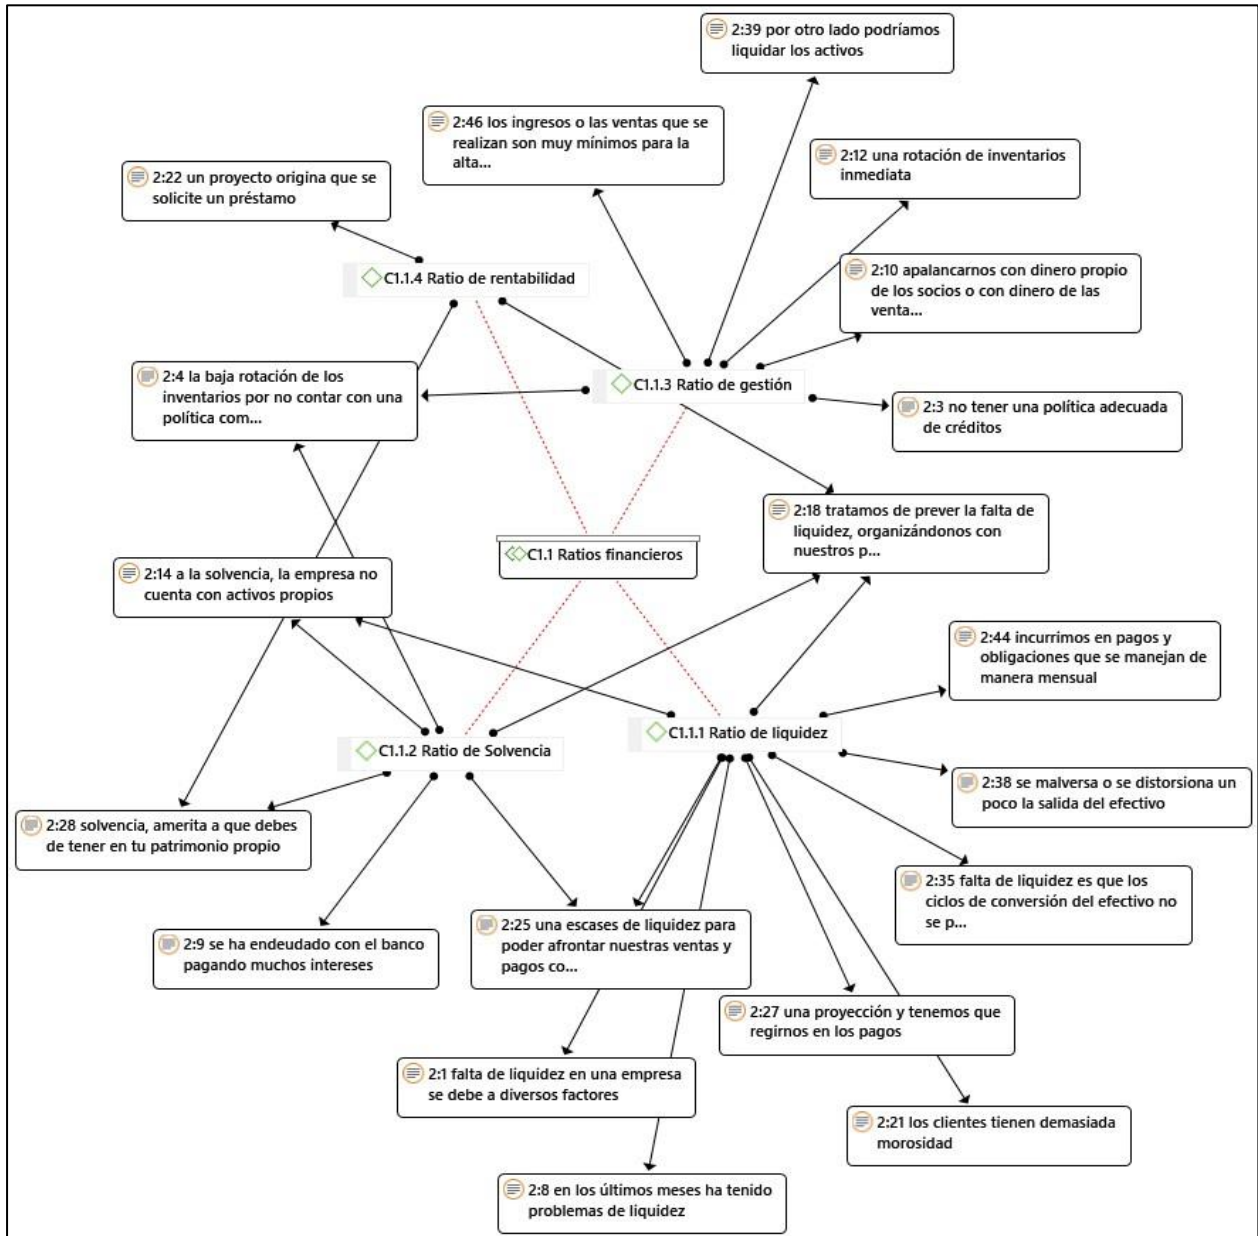 2:39 por otro lado podríamos
liquidar los activos
2:46 los ingresos o las ventas que se
realizan son muy mínimos para la
alta...
2:12 una rotación de inventarios
inmediata
2:22 un proyecto origina que se
solicite un préstamo
C1.1.4 Ratio de rentabilidad
2:10 apalancarnos con dinero propio
de los socios o con dinero de las
venta...
2:4 la baja rotación de los
inventarios por no contar con una
política com...
C1.1.3 Ratio de gestión
2:3 no tener una política adecuada
de créditos
2:18 tratamos de prever la falta de
liquidez, organizándonos con
nuestros p...
C1.1 Ratios financieros
2:14 a la solvencia, la empresa no
cuenta con activos propios
2:44 incurrimos en pagos y
obligaciones que se manejan de
manera mensual
C1.1.2 Ratio de Solvencia
C1.1.1 Ratio de liquidez
2:38 se malversa o se distorsiona un
poco la salida del efectivo
2:28 solvencia, amerita a que debes
de tener en tu patrimonio propio
2:35 falta de liquidez es que los
ciclos de conversión del efectivo no
se p...
2:9 se ha endeudado con el banco
pagando muchos intereses
2:25 una escases de liquidez para
poder afrontar nuestras ventas y
pagos co...
2:27 una proyección y tenemos que
regirnos en los pagos
2:1 falta de liquidez en una empresa
se debe a diversos factores
2:21 los clientes tienen demasiada
morosidad
2:8 en los últimos meses ha tenido
problemas de liquidez